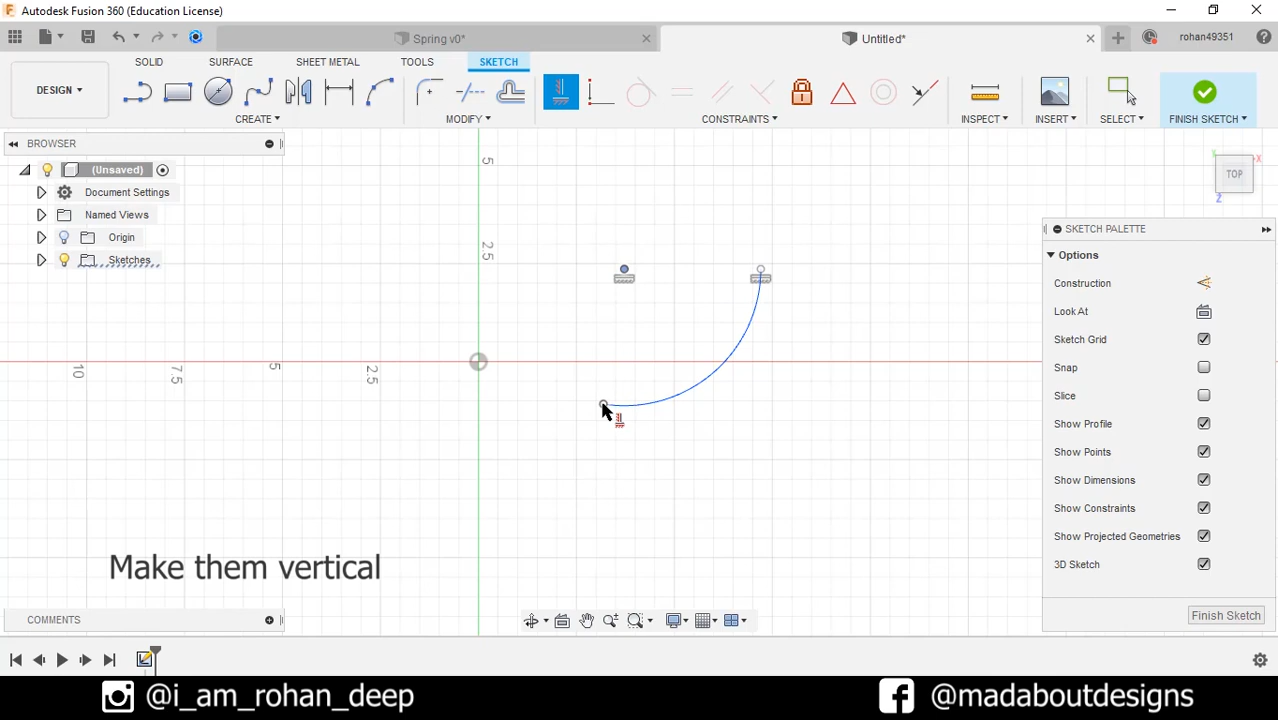 Autodesk Fusion 360 (Education License)
Spring v0*
Untitled*
rohan49351
SOLID
SURFACE
SHEET METAL
TOOLS
SKETCH
DESIGN
CREATE
MODIFY
CONSTRAINTS
INSPECT
INSERT
SELECT
FINISH SKETCH
BROWSER
(Unsaved)
Document Settings
Named Views
Origin
Sketches
5
2.5
10
7.5
5
2.5
TOP
X
Z
SKETCH PALETTE
Options
Construction
Look At
Sketch Grid
Snap
Slice
Show Profile
Show Points
Show Dimensions
Show Constraints
Show Projected Geometries
3D Sketch
Finish Sketch
Make them vertical
COMMENTS
@i_am_rohan_deep
@madaboutdesigns